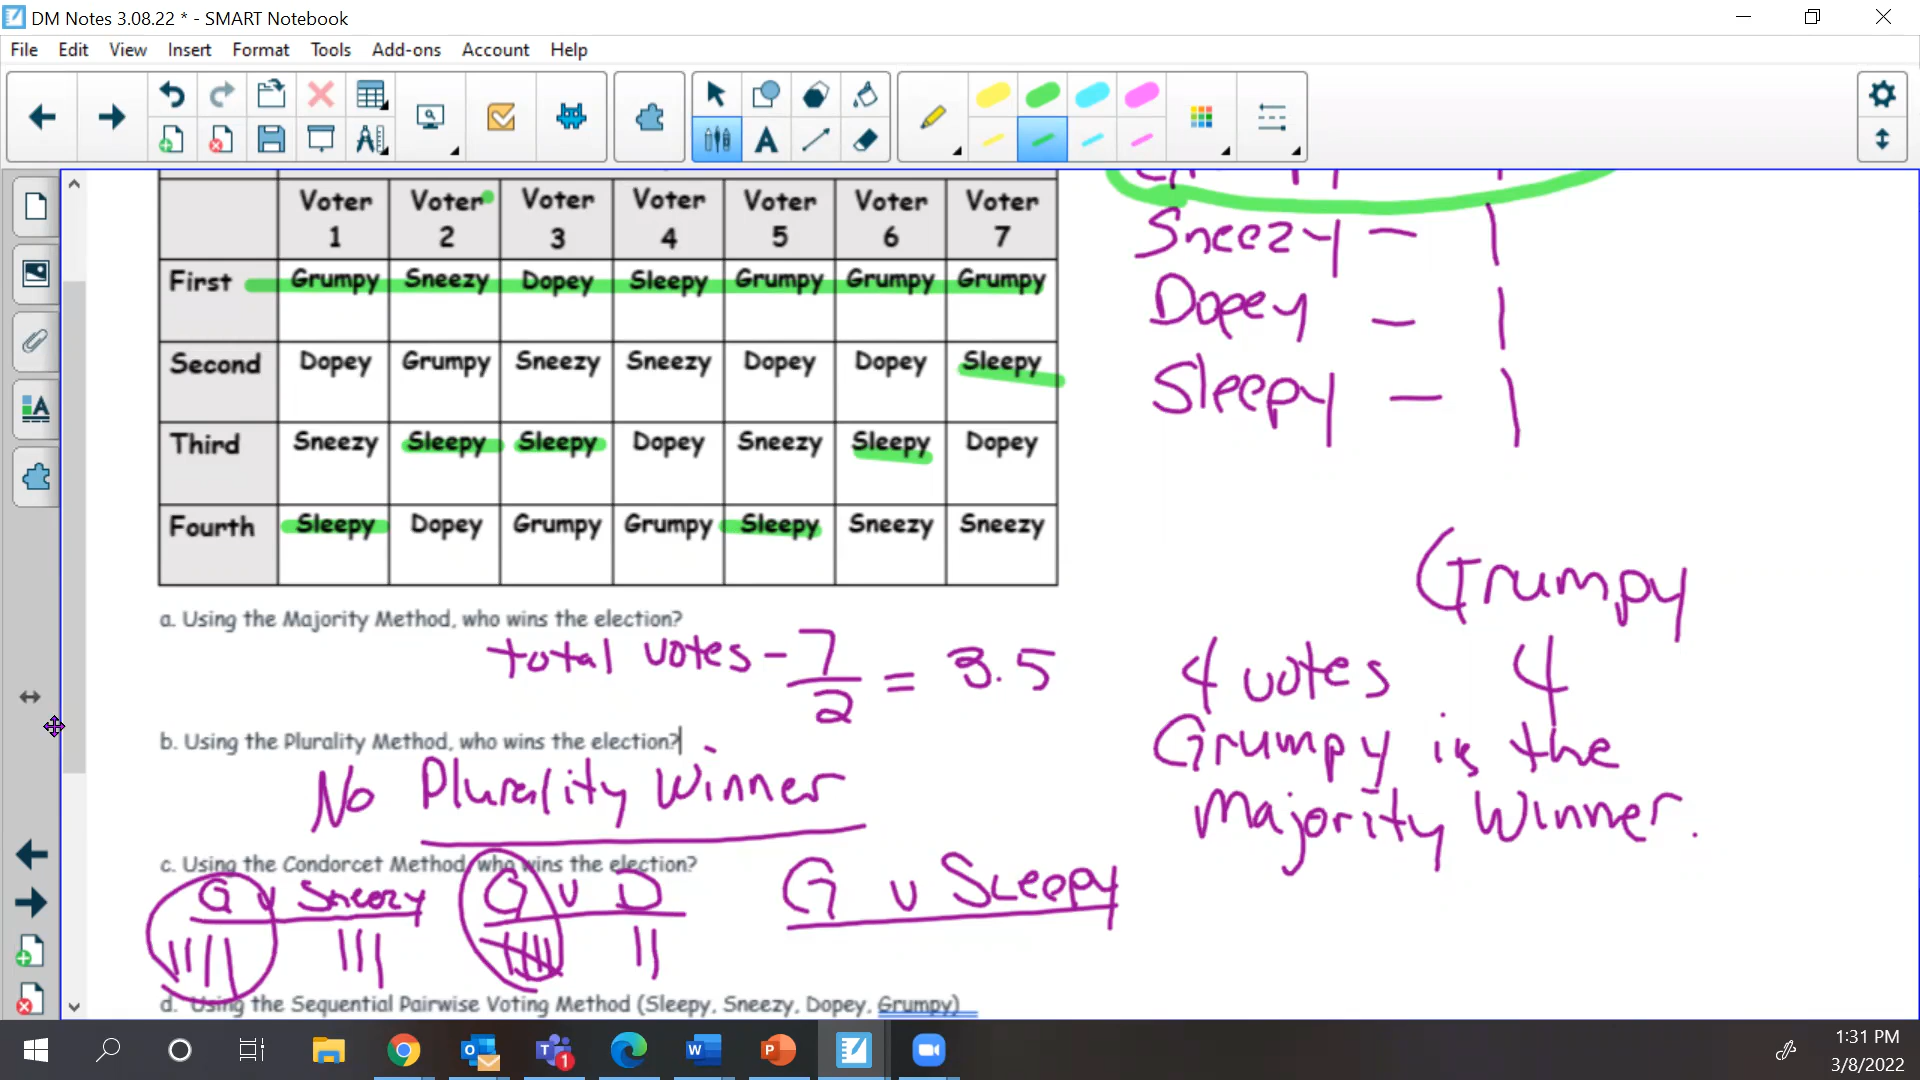 DM Notes 3.08.22 * - SMART Notebook
File Edit View Insert Format Tools Add-ons Account Help
Voter 1 Voter 2 Voter 3 Voter 4 Voter 5 Voter 6 Voter 7
First Grumpy Sneezy Dopey Sleepy Grumpy Grumpy Grumpy
Second Dopey Grumpy Sneezy Sneezy Dopey Dopey Sleepy
Third Sneezy Sleepy Sleepy Dopey Sneezy Sleepy Dopey
Fourth Sleepy Dopey Grumpy Grumpy Sleepy Sneezy Sneezy
Sneezy - 1
Dopey - 1
Sleepy - 1
a. Using the Majority Method, who wins the election?
total votes - 7/2 = 3.5
Grumpy
4 votes 4
Grumpy is the
Majority Winner.
b. Using the Plurality Method, who wins the election?
No Plurality Winner
c. Using the Condorcet Method, who wins the election?
G v Sneezy G v D G v Sleepy
d. Using the Sequential Pairwise Voting Method (Sleepy, Sneezy, Dopey, Grumpy)
1
1:31 PM
3/8/2022